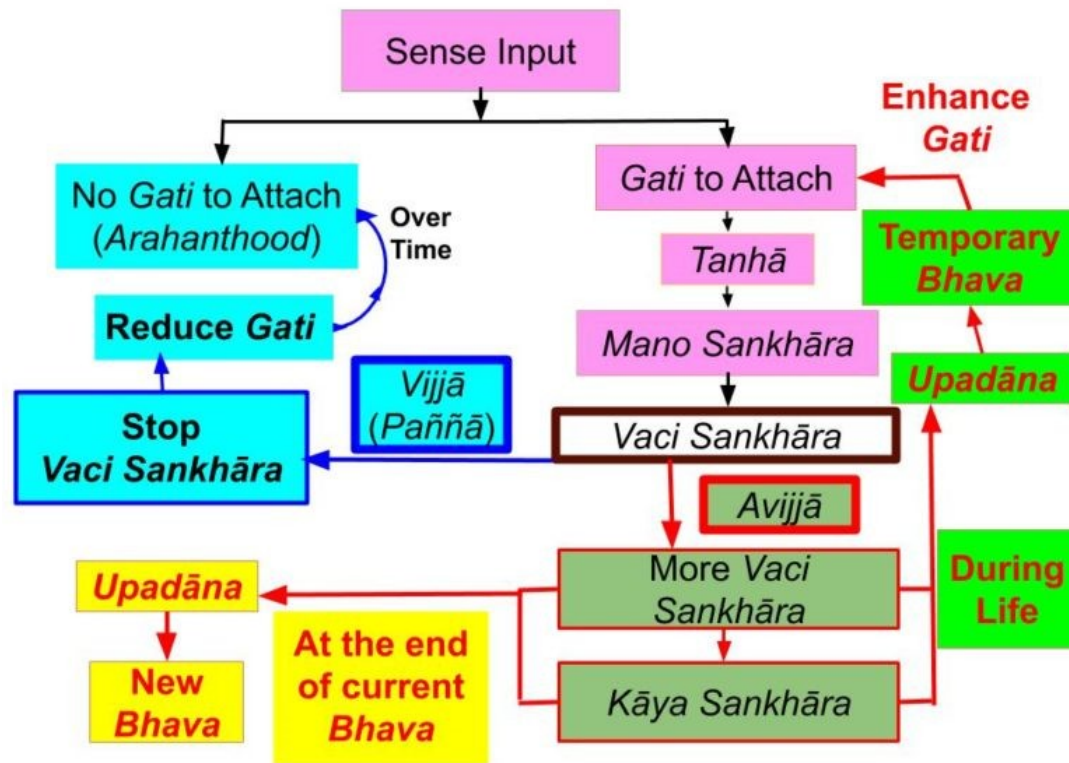 Sense Input
Enhance
Gati
No Gati to Attach
(Arahanthood)
Over
Time
Gati to Attach
Temporary
Bhava
Tanhā
Reduce Gati
Mano Sankhāra
Vijjā
(Paññā)
Upadāna
Stop
Vaci Sankhāra
Vaci Sankhāra
Avijjā
Upadāna
More Vaci
Sankhāra
During
Life
At the end
of current
Bhava
New
Bhava
Kāya Sankhāra